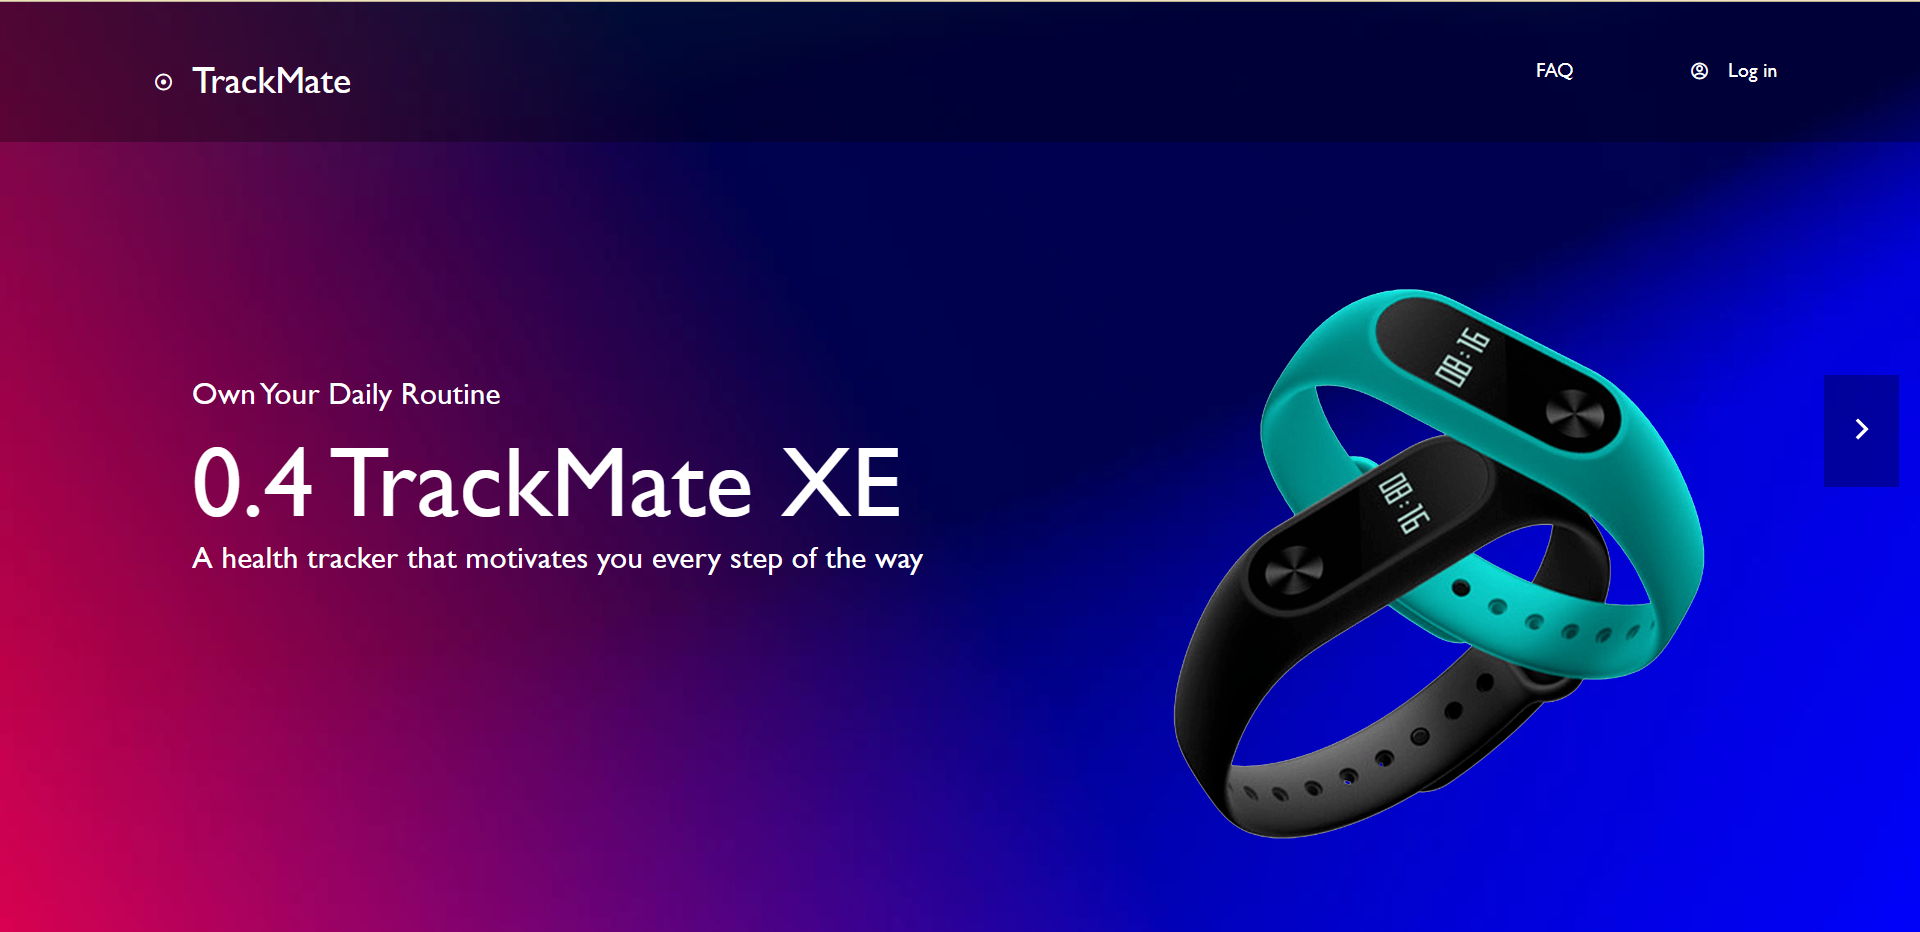 TrackMate
FAQ
Log in
Own Your Daily Routine
0.4 TrackMate XE
A health tracker that motivates you every step of the way
08:16
08:16